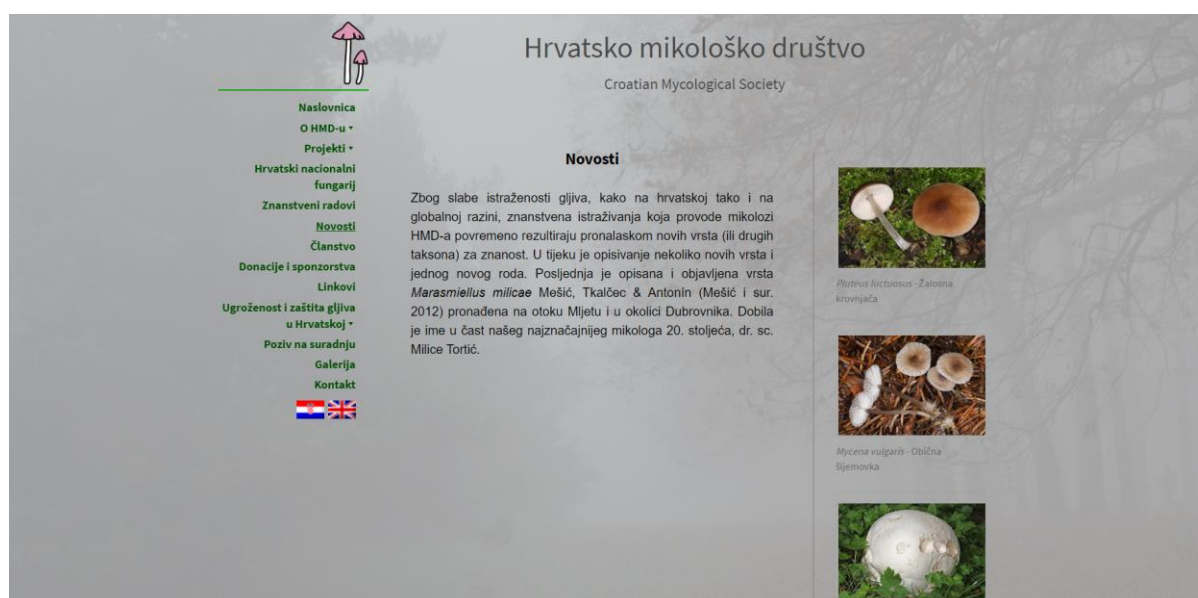 Hrvatsko mikološko društvo
Croatian Mycological Society
Naslovnica
O HMD-u
Projekti
Hrvatski nacionalni
fungarij
Znanstveni radovi
Novosti
Članstvo
Donacije i sponzorstva
Linkovi
Ugroženost i zaštita gljiva
u Hrvatskoj
Poziv na suradnju
Galerija
Kontakt
Novosti
Zbog slabe istraženosti gljiva, kako na hrvatskoj tako i na
globalnoj razini, znanstvena istraživanja koja provode mikolozi
HMD-a povremeno rezultiraju pronalaskom novih vrsta (ili drugih
taksona) za znanost. U tijeku je opisivanje nekoliko novih vrsta i
jednog novog roda. Posljednja je opisana i objavljena vrsta
Marasmiellus milicae Mešić, Tkalčec & Antonín (Mešić i sur.
2012) pronađena na otoku Mljetu i u okolici Dubrovnika. Dobila
je ime u čast našeg najznačajnijeg mikologa 20. stoljeća, dr. sc.
Milice Tortić.
Pluteus luctuosus - Žalosna
krovnjača
Mycena vulgaris - Obična
šljemovka